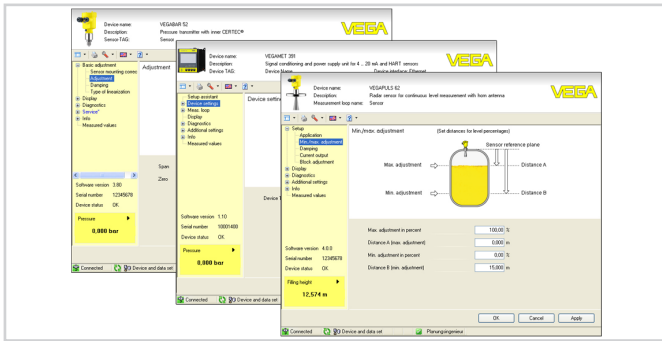 Device name: VEGABAR 52
Description: Pressure transmitter with inner CERTEC®
Sensor-TAG: Sensor
VEGA
Basic adjustment
Sensor mounting correc
Adjustment
Damping
Type of linearization
Display
Diagnostics
Service*
Info
Measured values
Adjustment
Span
Zero
Software version 3.80
Serial number 12345678
Device status OK
Pressure
0,000 bar
Connected
Device and data set
Device name: VEGAMET 391
Description: Signal conditioning and power supply unit for 4 .. 20 mA and HART sensors
Device TAG: Device Name
Device interface: Ethernet
VEGA
Setup assistant
Device settings
Meas. loop
Display
Diagnostics
Additional settings
Info
Measured values
Device settin
Device
Software version 1.10
Serial number 10001400
Pressure
0,000 bar
Connected
Device and data set
Device name: VEGAPULS 62
Description: Radar sensor for continuous level measurement with horn antenna
Measurement loop name: Sensor
VEGA
Setup
Application
Min./max. adjustment
Damping
Current output
Block adjustment
Display
Diagnostics
Additional settings
Info
Measured values
Min./max. adjustment (Set distances for level percentages)
Sensor reference plane
Max. adjustment
Distance A
Min. adjustment
Distance B
Max. adjustment in percent 100,00 %
Distance A (max. adjustment) 0,000 m
Min. adjustment in percent 0,00 %
Distance B (min. adjustment) 15,000 m
Software version 4.0.0
Serial number 12345678
Device status OK
Filling height
12,574 m
OK Cancel Apply
Connected
Device and data set
Planungsingenieur: